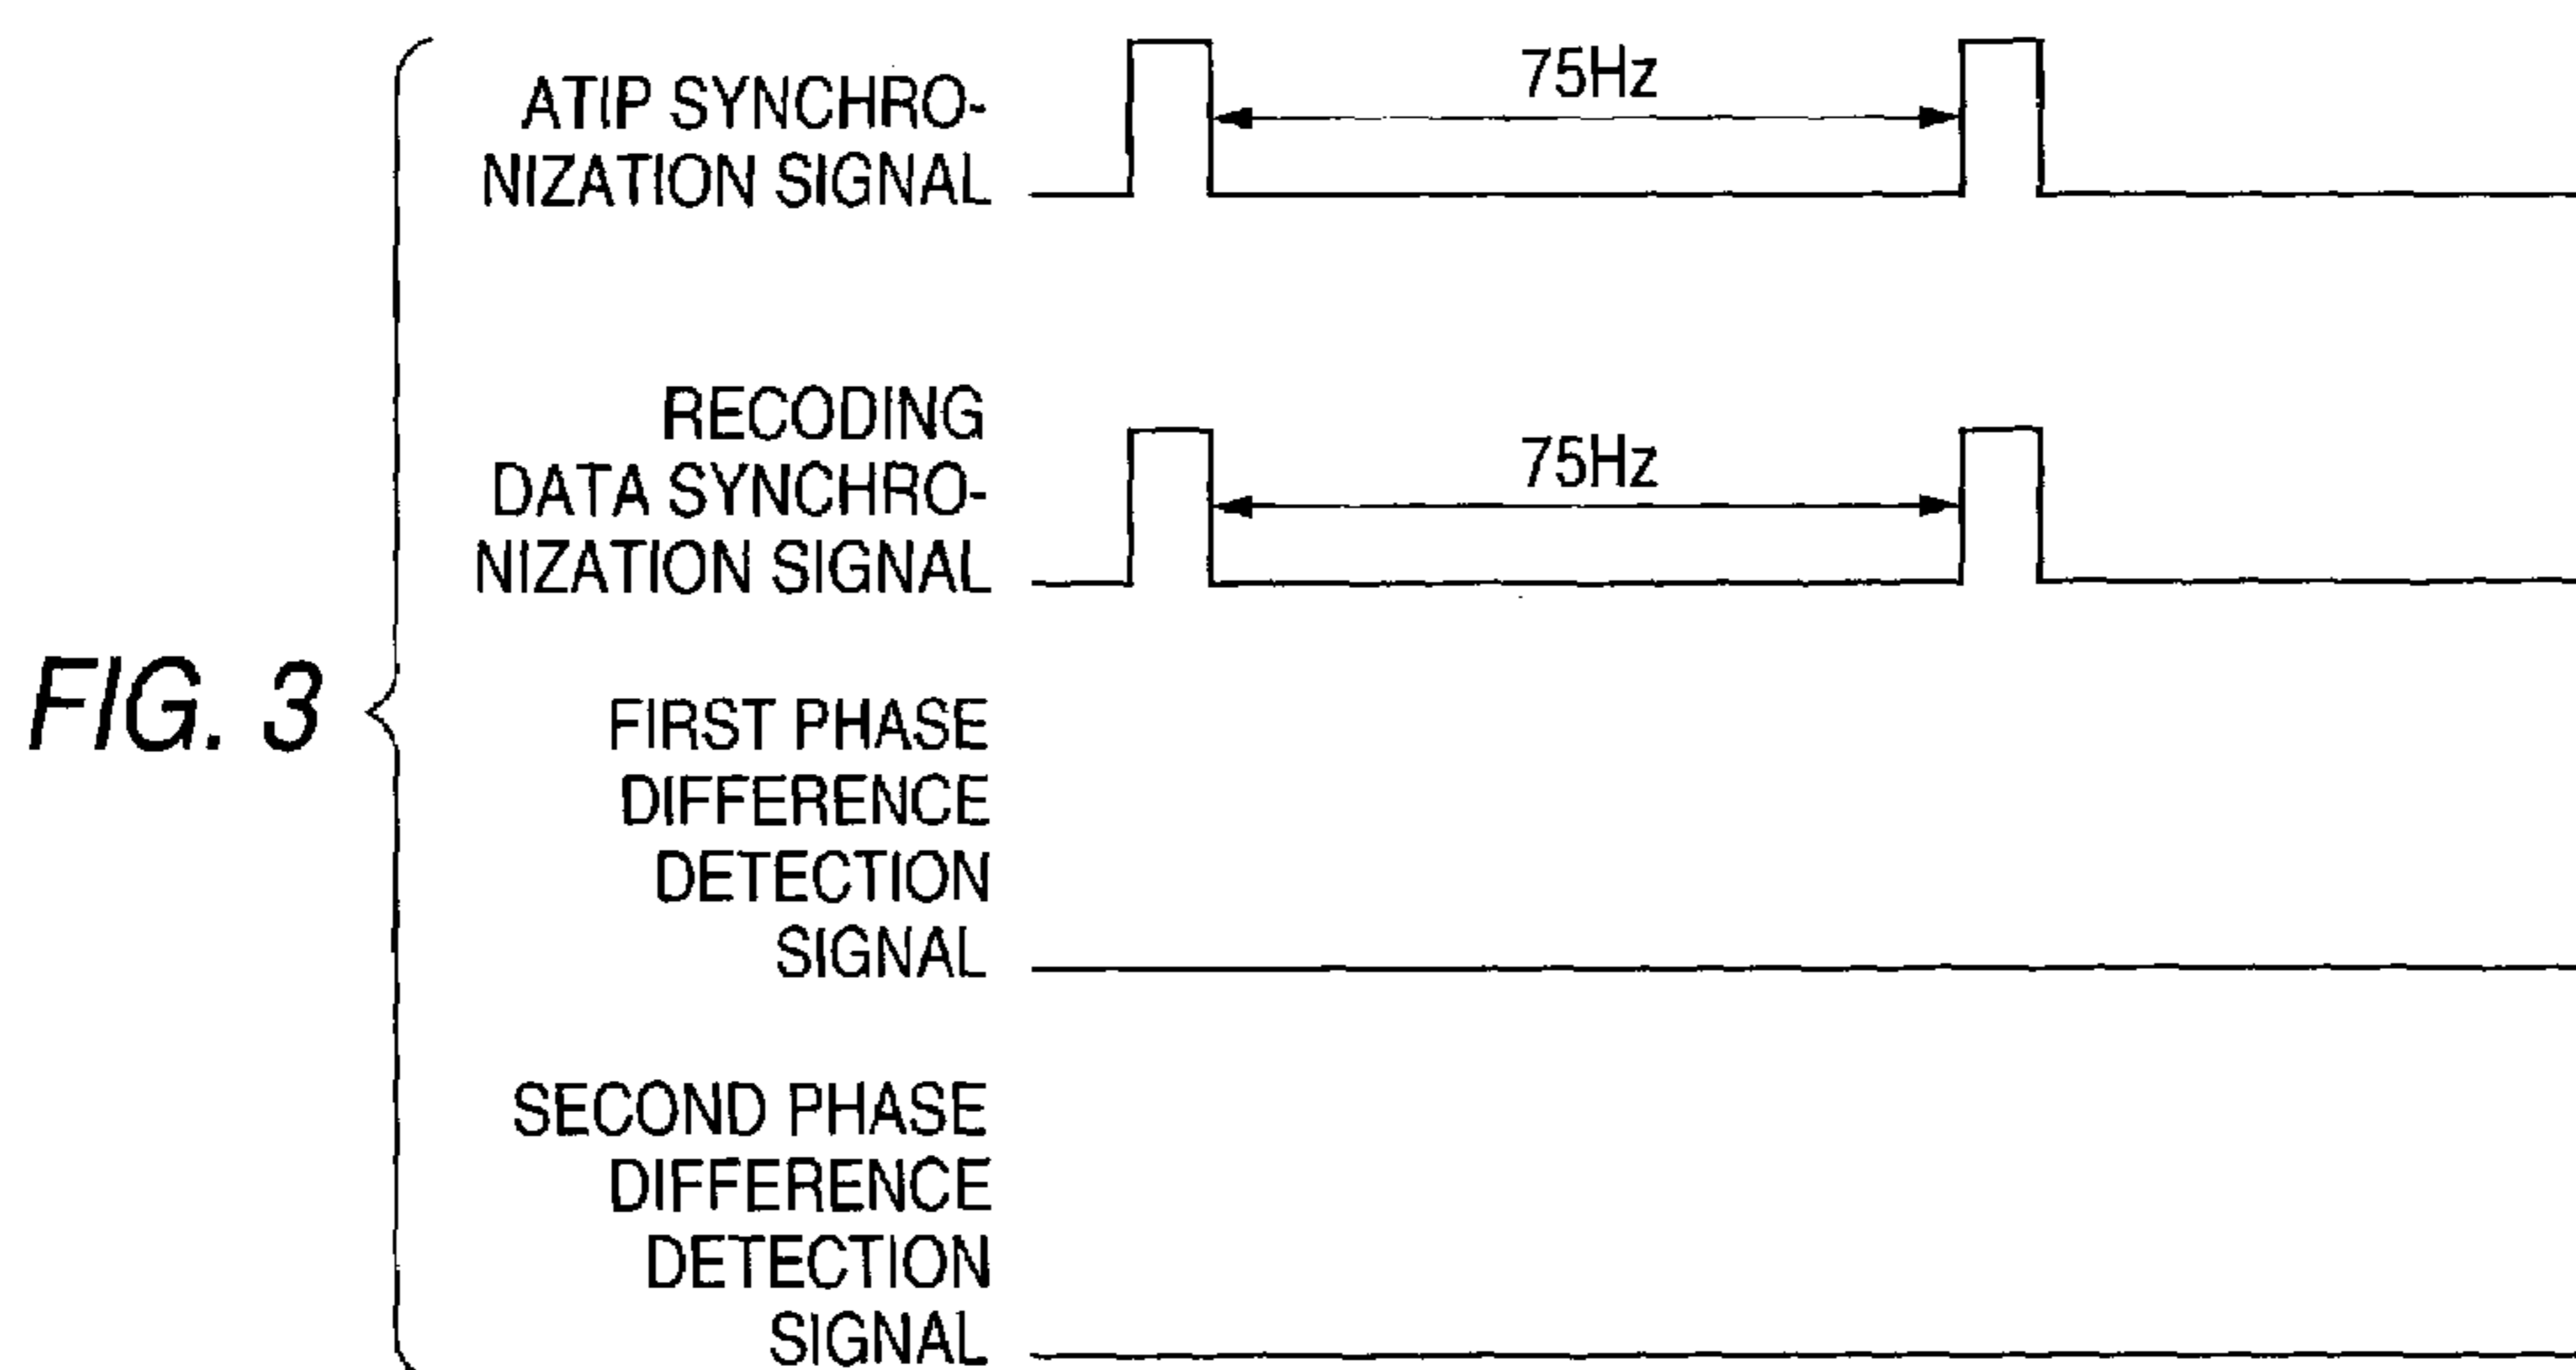 ATIP SYNCHRO-
NIZATION SIGNAL
75Hz
RECODING
DATA SYNCHRO-
NIZATION SIGNAL
75Hz
FIG. 3
FIRST PHASE
DIFFERENCE
DETECTION
SIGNAL
SECOND PHASE
DIFFERENCE
DETECTION
SIGNAL